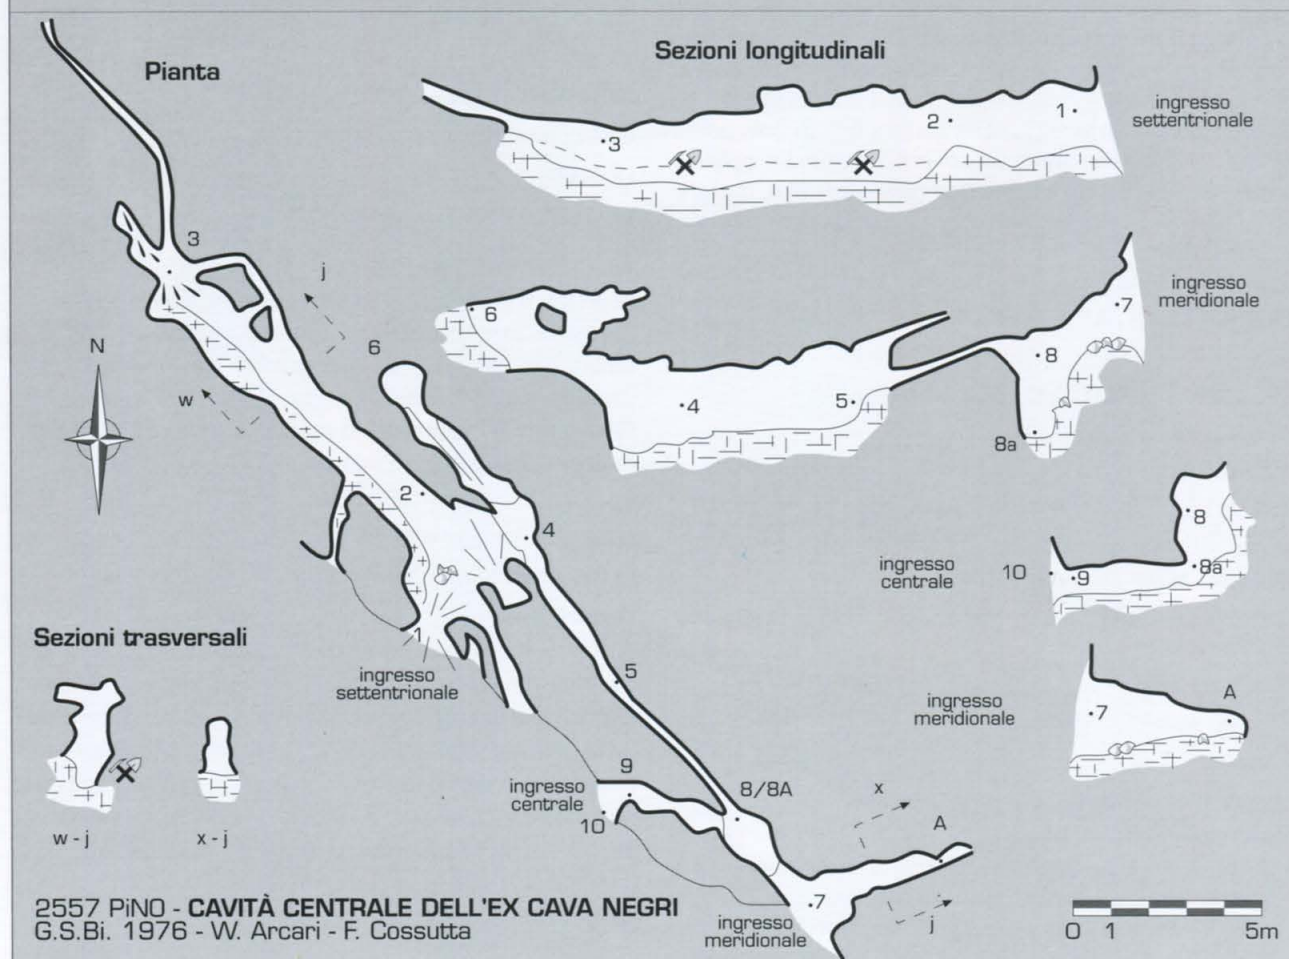 Pianta
Sezioni longitudinali
ingresso
settentrionale
1
2
3
3
j
ingresso
meridionale
7
6
8
N
6
w
4
5
8a
2
8
4
ingresso
centrale
10
9
8a
Sezioni trasversali
1
ingresso
settentrionale
5
ingresso
meridionale
7
A
9
ingresso
centrale
10
8/8A
x
A
w - j
x - j
7
j
ingresso
meridionale
2557 PiNO - CAVITÀ CENTRALE DELL'EX CAVA NEGRI
G.S.Bi. 1976 - W. Arcari - F. Cossutta
0 1 5m